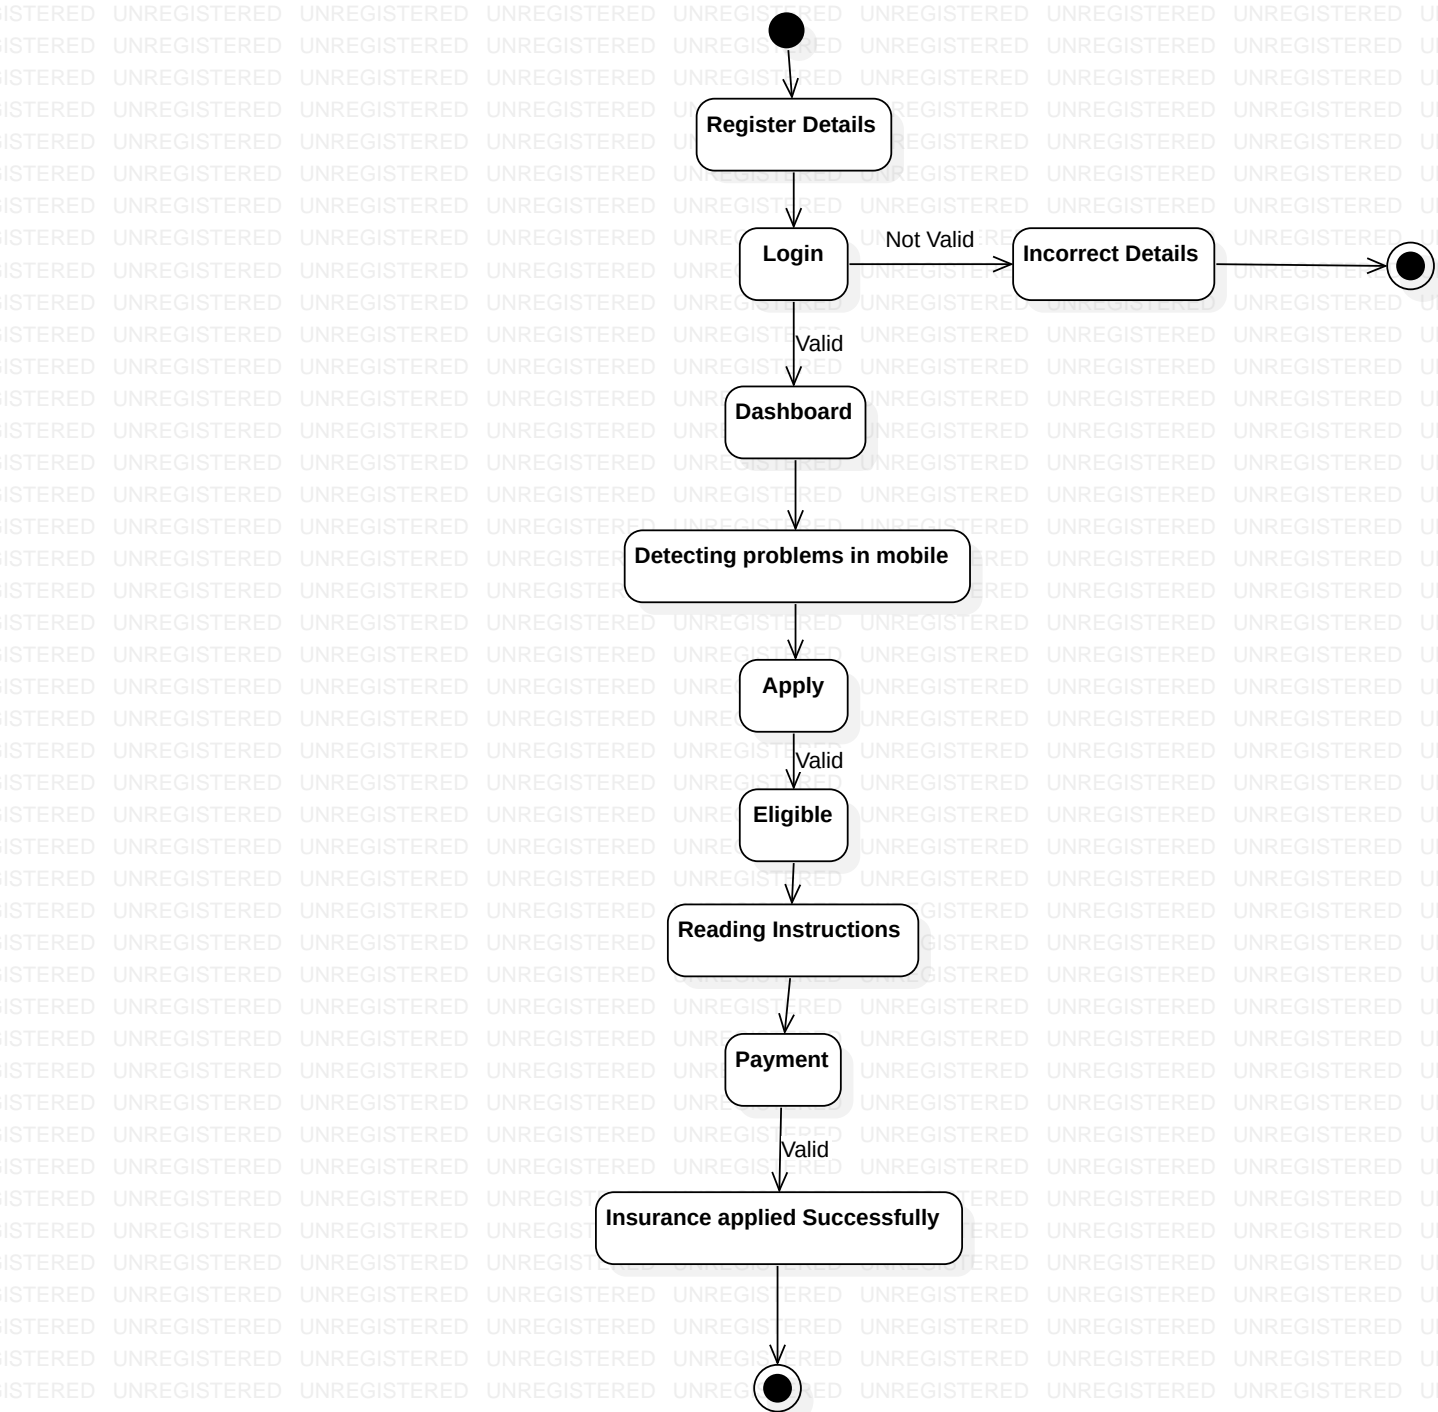 Register Details
Login
Not Valid
Incorrect Details
Valid
Dashboard
Detecting problems in mobile
Apply
Valid
Eligible
Reading Instructions
Payment
Valid
Insurance applied Successfully
UNREGISTERED